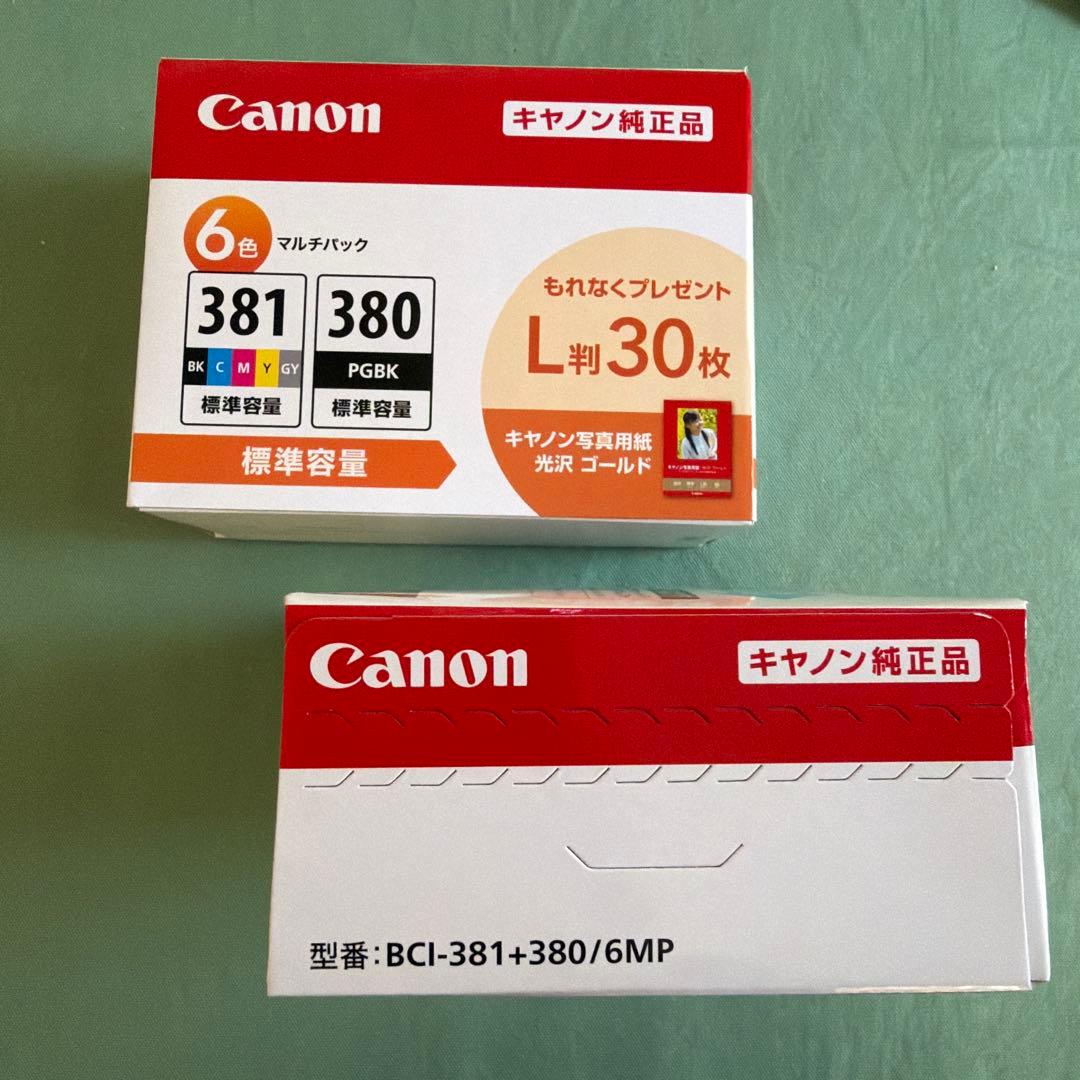 Canon
キヤノン純正品
6色 マルチパック
381
BK C M Y GY
標準容量
380
PGBK
標準容量
標準容量
もれなくプレゼント
L判30枚
キヤノン写真用紙
光沢 ゴールド
Canon
キヤノン純正品
型番:BCI-381+380/6MP